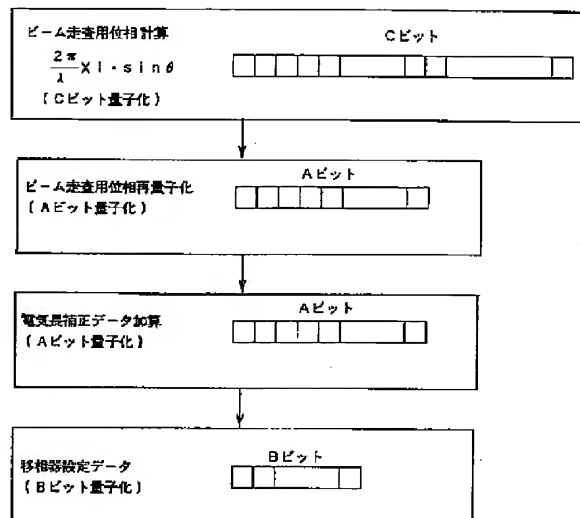 ビーム走査用位相計算
Cビット
2π
λ
Xi・sinθ
(Cビット量子化)
ビーム走査用位相再量子化
Aビット
(Aビット量子化)
電気長補正データ加算
Aビット
(Aビット量子化)
移相器設定データ
Bビット
(Bビット量子化)